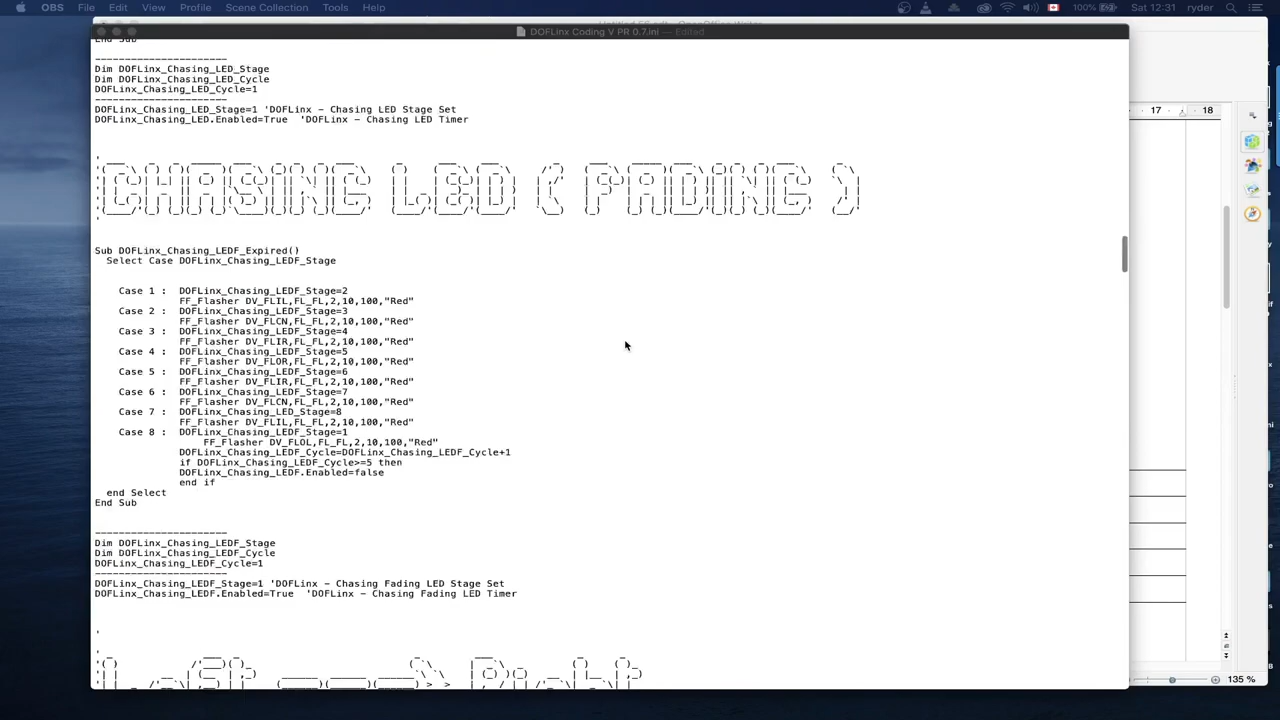 OBS File Edit View Profile Scene Collection Tools Help 100% Sat 12:31 ryder
DOFLinx Coding V PR 0.7.ini — Edited
End Sub
Dim DOFLinx_Chasing_LED_Stage
Dim DOFLinx_Chasing_LED_Cycle
DOFLinx_Chasing_LED_Cycle=1
DOFLinx_Chasing_LED_Stage=1 'DOFLinx - Chasing LED Stage Set
DOFLinx_Chasing_LED.Enabled=True 'DOFLinx - Chasing LED Timer
17 18
CHASING LED ( FADING )
Sub DOFLinx_Chasing_LEDF_Expired()
Select Case DOFLinx_Chasing_LEDF_Stage
Case 1 : DOFLinx_Chasing_LEDF_Stage=2
FF_Flasher DV_FLIL,FL_FL,2,10,100,"Red"
Case 2 : DOFLinx_Chasing_LEDF_Stage=3
FF_Flasher DV_FLCN,FL_FL,2,10,100,"Red"
Case 3 : DOFLinx_Chasing_LEDF_Stage=4
FF_Flasher DV_FLIR,FL_FL,2,10,100,"Red"
Case 4 : DOFLinx_Chasing_LEDF_Stage=5
FF_Flasher DV_FLOR,FL_FL,2,10,100,"Red"
Case 5 : DOFLinx_Chasing_LEDF_Stage=6
FF_Flasher DV_FLIR,FL_FL,2,10,100,"Red"
Case 6 : DOFLinx_Chasing_LEDF_Stage=7
FF_Flasher DV_FLCN,FL_FL,2,10,100,"Red"
Case 7 : DOFLinx_Chasing_LED_Stage=8
FF_Flasher DV_FLIL,FL_FL,2,10,100,"Red"
Case 8 : DOFLinx_Chasing_LEDF_Stage=1
FF_Flasher DV_FLOL,FL_FL,2,10,100,"Red"
DOFLinx_Chasing_LEDF_Cycle=DOFLinx_Chasing_LEDF_Cycle+1
if DOFLinx_Chasing_LEDF_Cycle>=5 then
DOFLinx_Chasing_LEDF.Enabled=false
end if
end Select
End Sub
Dim DOFLinx_Chasing_LEDF_Stage
Dim DOFLinx_Chasing_LEDF_Cycle
DOFLinx_Chasing_LEDF_Cycle=1
DOFLinx_Chasing_LEDF_Stage=1 'DOFLinx - Chasing Fading LED Stage Set
DOFLinx_Chasing_LEDF.Enabled=True 'DOFLinx - Chasing Fading LED Timer
135 %